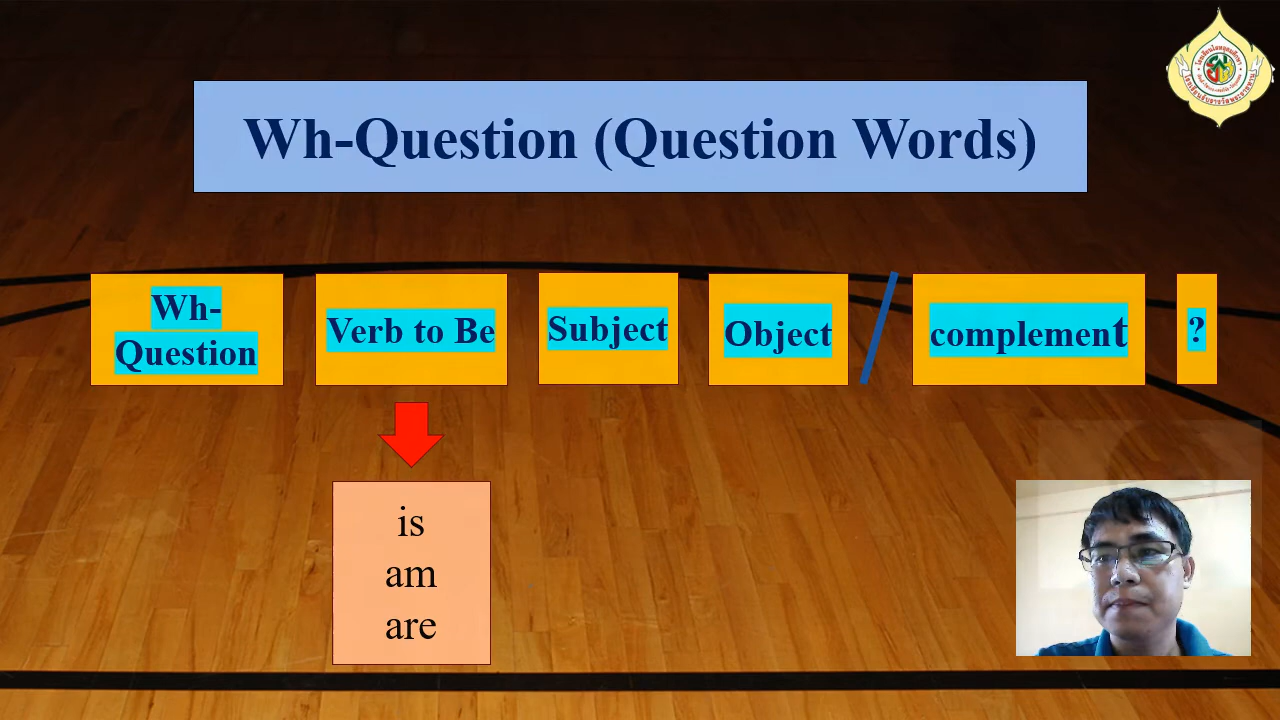 Wh-Question (Question Words)
Wh-
Question
Verb to Be
Subject
Object
/
complement
?
is
am
are